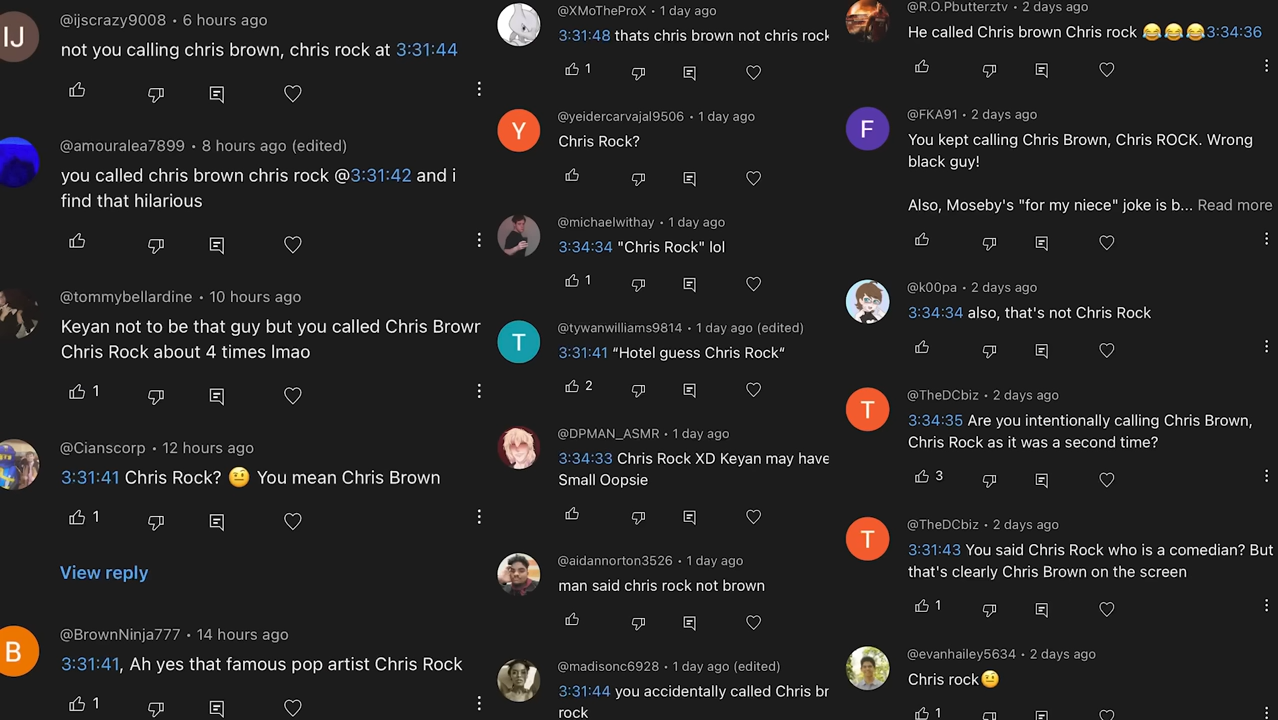 IJ
@ijscrazy9008 • 6 hours ago
not you calling chris brown, chris rock at 3:31:44
@amouralea7899 • 8 hours ago (edited)
you called chris brown chris rock @3:31:42 and i
find that hilarious
@tommybellardine • 10 hours ago
Keyan not to be that guy but you called Chris Brown
Chris Rock about 4 times lmao
1
@Cianscorp • 12 hours ago
3:31:41 Chris Rock? 🤨 You mean Chris Brown
1
View reply
B
@BrownNinja777 • 14 hours ago
3:31:41, Ah yes that famous pop artist Chris Rock
1
@XMoTheProX • 1 day ago
3:31:48 thats chris brown not chris rock
1
Y
@yeidercarvajal9506 • 1 day ago
Chris Rock?
@michaelwithay • 1 day ago
3:34:34 "Chris Rock" lol
1
T
@tywanwilliams9814 • 1 day ago (edited)
3:31:41 “Hotel guess Chris Rock“
2
@DPMAN_ASMR • 1 day ago
3:34:33 Chris Rock XD Keyan may have
Small Oopsie
@aidannorton3526 • 1 day ago
man said chris rock not brown
@madisonc6928 • 1 day ago (edited)
3:31:44 you accidentally called Chris br
rock
@R.O.Pbutterztv • 2 days ago
He called Chris brown Chris rock 😂😂😂3:34:36
F
@FKA91 • 2 days ago
You kept calling Chris Brown, Chris ROCK. Wrong
black guy!
Also, Moseby's "for my niece" joke is b... Read more
@k00pa • 2 days ago
3:34:34 also, that's not Chris Rock
T
@TheDCbiz • 2 days ago
3:34:35 Are you intentionally calling Chris Brown,
Chris Rock as it was a second time?
3
T
@TheDCbiz • 2 days ago
3:31:43 You said Chris Rock who is a comedian? But
that's clearly Chris Brown on the screen
1
@evanhailey5634 • 2 days ago
Chris rock🤨
1